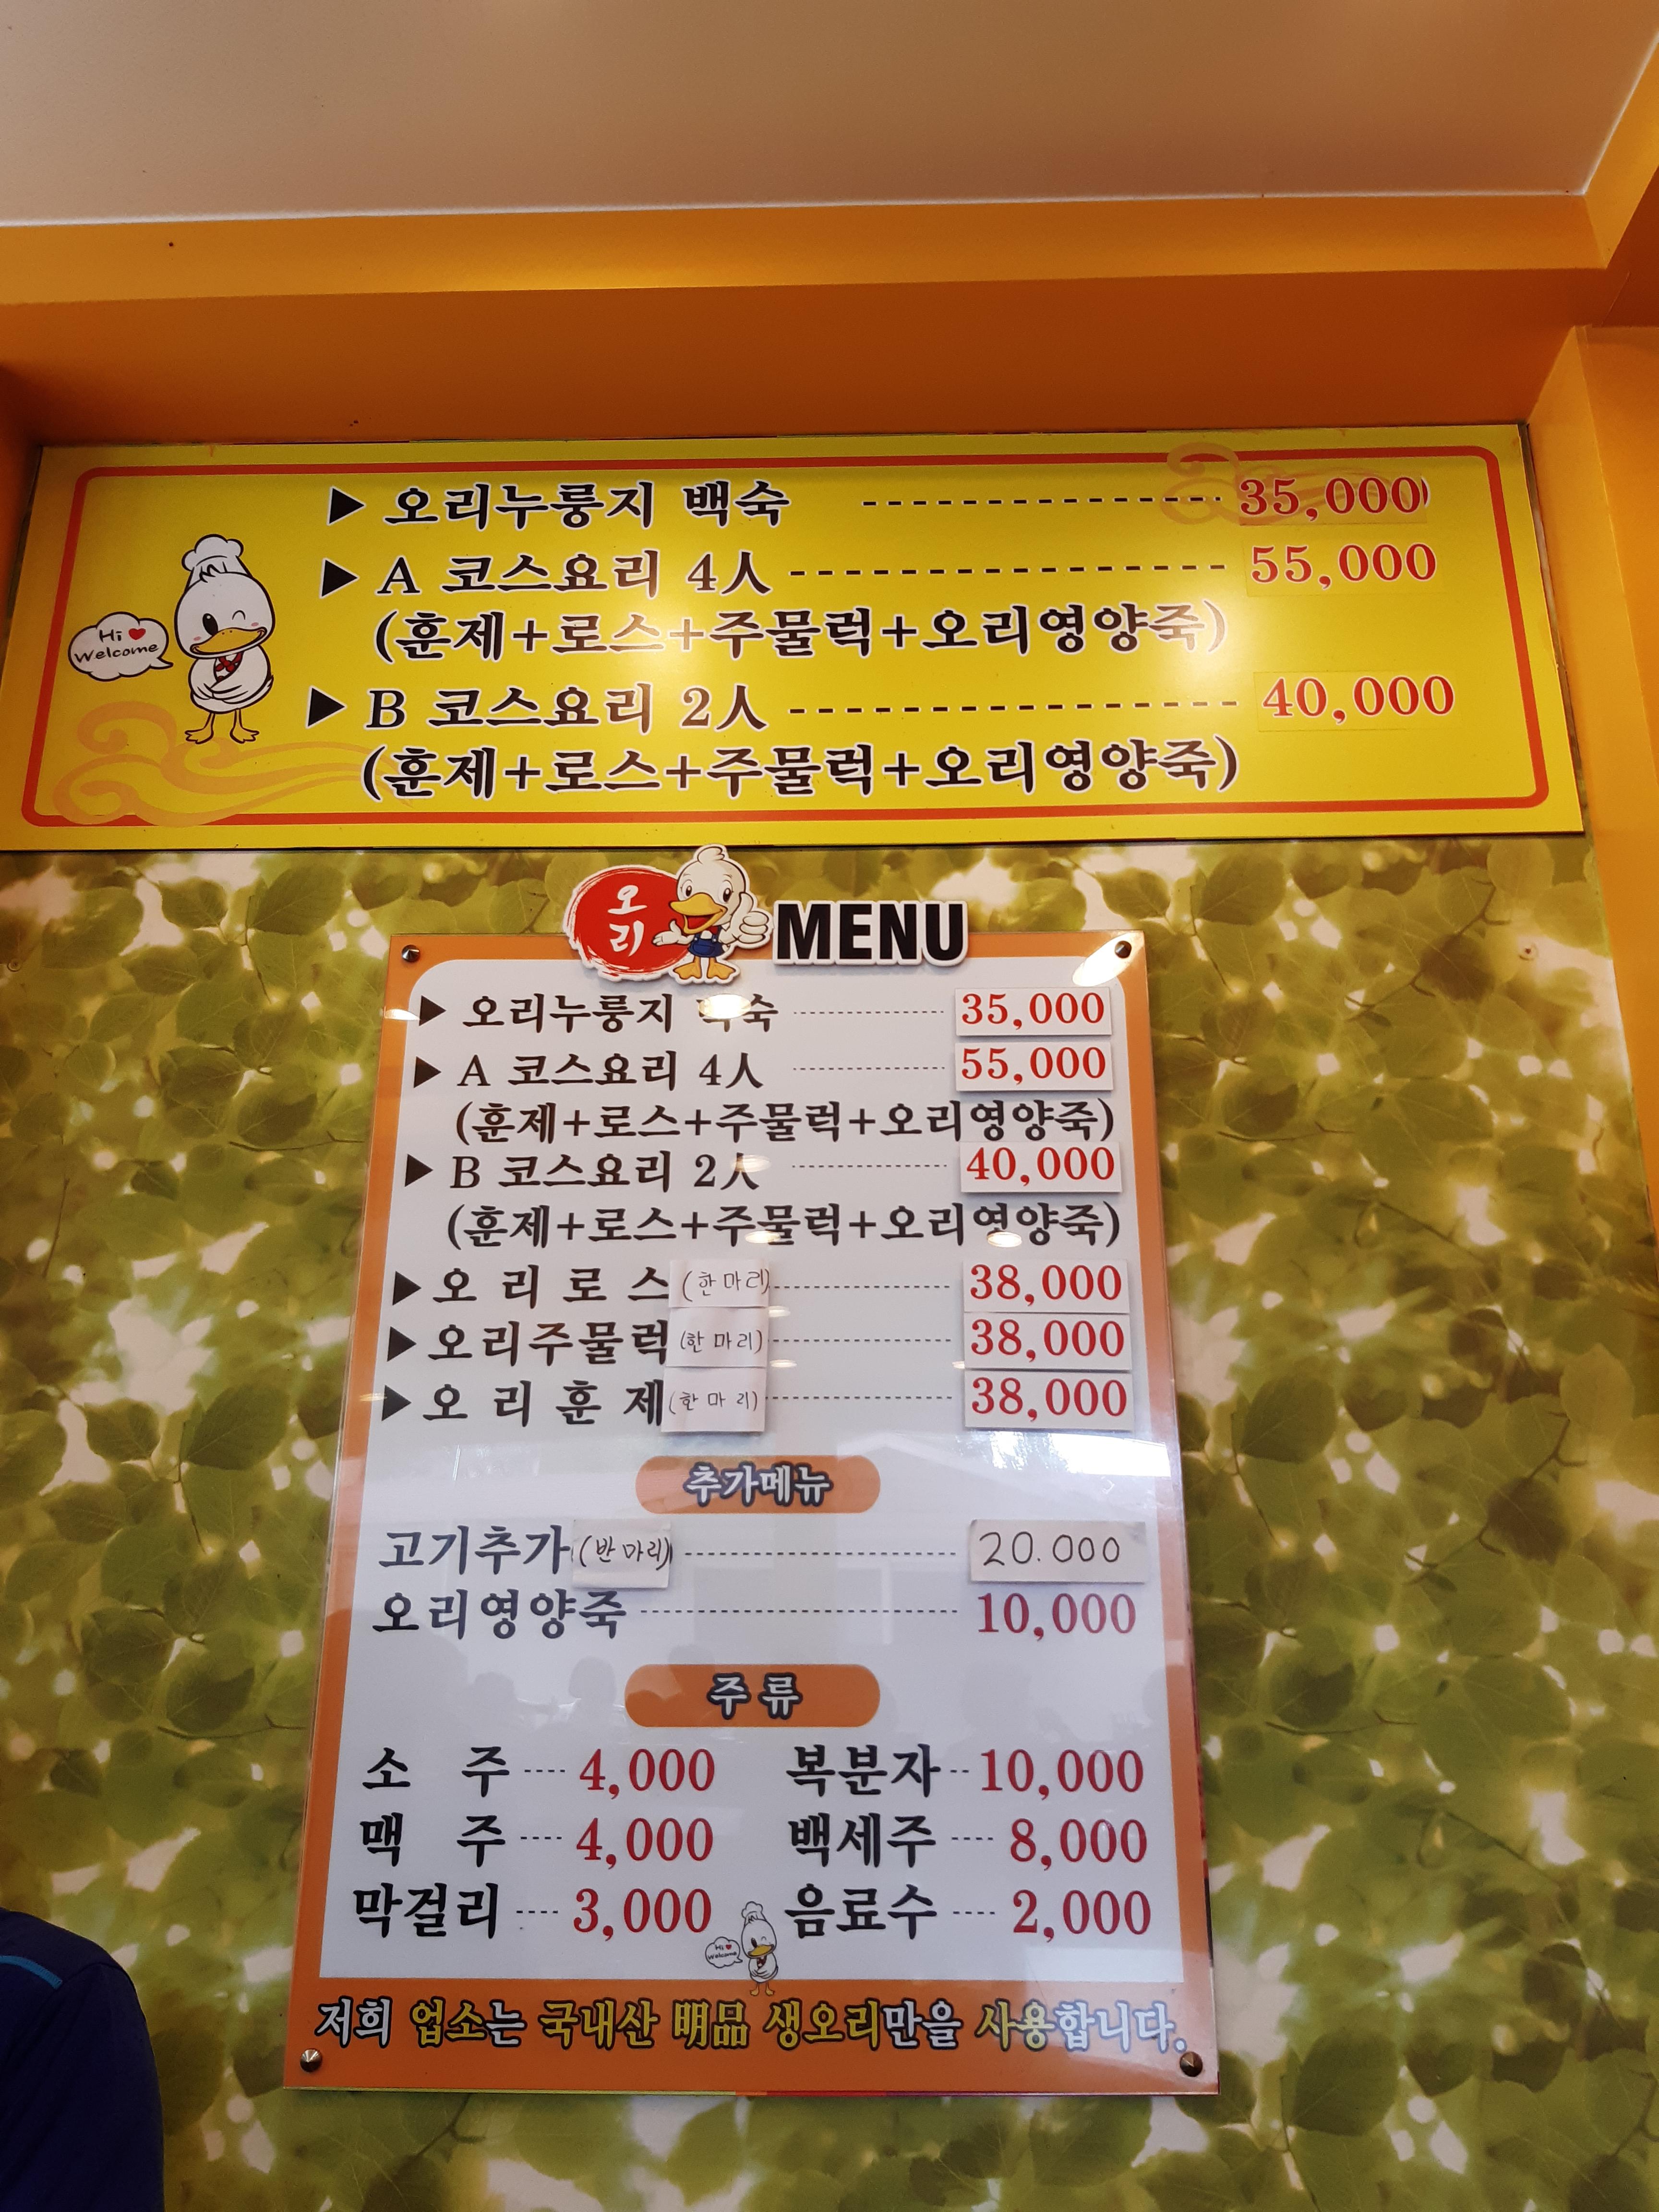 ▶ 오리누룽지 백숙 --------------- 35,000
▶ A 코스요리 4人 ------------------ 55,000
(훈제+로스+주물럭+오리영양죽)
Hi ♥
Welcome
▶ B 코스요리 2人 ------------------ 40,000
(훈제+로스+주물럭+오리영양죽)
오리 MENU
▶ 오리누룽지 백숙 ---------- 35,000
▶ A 코스요리 4人 ---------- 55,000
(훈제+로스+주물럭+오리영양죽)
▶ B 코스요리 2人 ---------- 40,000
(훈제+로스+주물럭+오리영양죽)
▶ 오 리 로 스 (한마리) ---------- 38,000
▶ 오리주물럭 (한마리) ---------- 38,000
▶ 오 리 훈 제 (한마리) ---------- 38,000
추가메뉴
고기추가 (반마리) ---------- 20.000
오리영양죽 ---------- 10,000
주 류
소 주 ---- 4,000 복분자 -- 10,000
맥 주 ---- 4,000 백세주 ---- 8,000
막걸리 ---- 3,000 음료수 ---- 2,000
Hi ♥
Welcome
저희 업소는 국내산 明品 생오리만을 사용합니다.